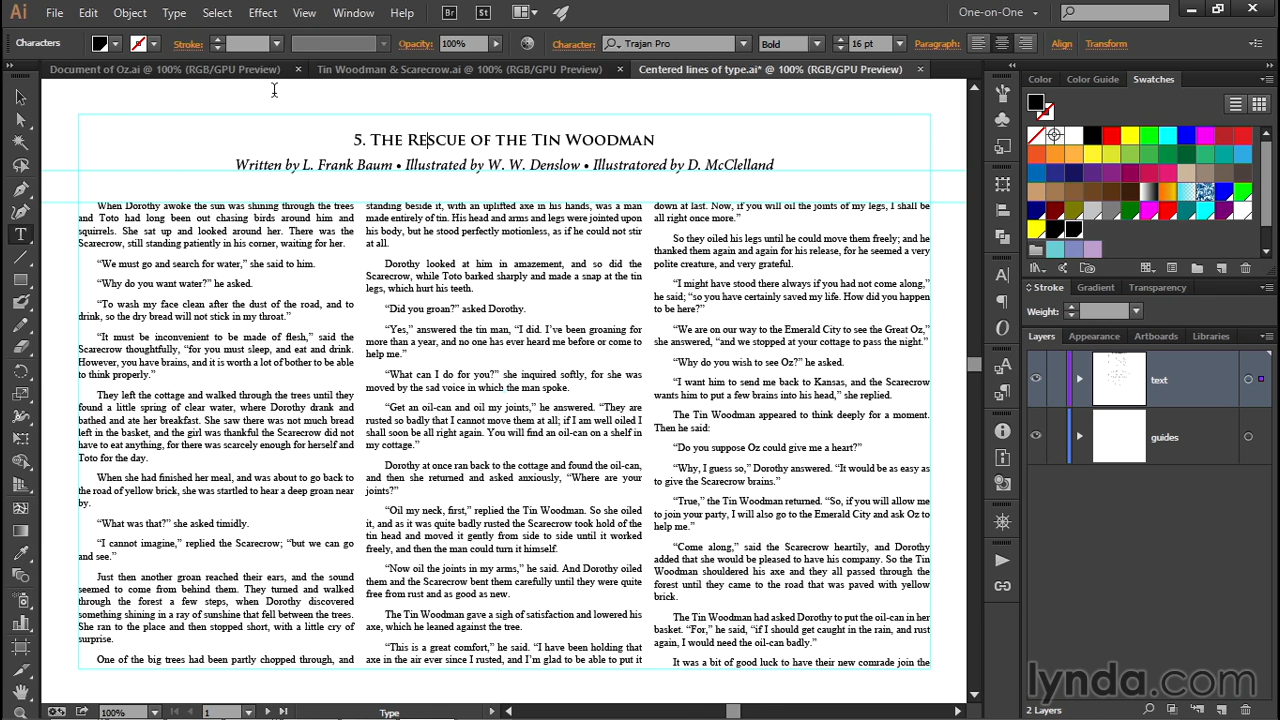 Ai File Edit Object Type Select Effect View Window Help Br St One-on-One
Characters Stroke: Opacity: 100% Character: Trajan Pro Bold 16 pt Paragraph: Align Transform
Document of Oz.ai @ 100% (RGB/GPU Preview) × Tin Woodman & Scarecrow.ai @ 100% (RGB/GPU Preview) × Centered lines of type.ai* @ 100% (RGB/GPU Preview) ×
5. The Rescue of the Tin Woodman
Written by L. Frank Baum • Illustrated by W. W. Denslow • Illustratored by D. McClelland
When Dorothy awoke the sun was shining through the trees
and Toto had long been out chasing birds around him and
squirrels. She sat up and looked around her. There was the
Scarecrow, still standing patiently in his corner, waiting for her.
“We must go and search for water,” she said to him.
“Why do you want water?” he asked.
“To wash my face clean after the dust of the road, and to
drink, so the dry bread will not stick in my throat.”
“It must be inconvenient to be made of flesh,” said the
Scarecrow thoughtfully, “for you must sleep, and eat and drink.
However, you have brains, and it is worth a lot of bother to be able
to think properly.”
They left the cottage and walked through the trees until they
found a little spring of clear water, where Dorothy drank and
bathed and ate her breakfast. She saw there was not much bread
left in the basket, and the girl was thankful the Scarecrow did not
have to eat anything, for there was scarcely enough for herself and
Toto for the day.
When she had finished her meal, and was about to go back to
the road of yellow brick, she was startled to hear a deep groan near
by.
“What was that?” she asked timidly.
“I cannot imagine,” replied the Scarecrow; “but we can go
and see.”
Just then another groan reached their ears, and the sound
seemed to come from behind them. They turned and walked
through the forest a few steps, when Dorothy discovered
something shining in a ray of sunshine that fell between the trees.
She ran to the place and then stopped short, with a little cry of
surprise.
One of the big trees had been partly chopped through, and
standing beside it, with an uplifted axe in his hands, was a man
made entirely of tin. His head and arms and legs were jointed upon
his body, but he stood perfectly motionless, as if he could not stir
at all.
Dorothy looked at him in amazement, and so did the
Scarecrow, while Toto barked sharply and made a snap at the tin
legs, which hurt his teeth.
“Did you groan?” asked Dorothy.
“Yes,” answered the tin man, “I did. I’ve been groaning for
more than a year, and no one has ever heard me before or come to
help me.”
“What can I do for you?” she inquired softly, for she was
moved by the sad voice in which the man spoke.
“Get an oil-can and oil my joints,” he answered. “They are
rusted so badly that I cannot move them at all; if I am well oiled I
shall soon be all right again. You will find an oil-can on a shelf in
my cottage.”
Dorothy at once ran back to the cottage and found the oil-can,
and then she returned and asked anxiously, “Where are your
joints?”
“Oil my neck, first,” replied the Tin Woodman. So she oiled
it, and as it was quite badly rusted the Scarecrow took hold of the
tin head and moved it gently from side to side until it worked
freely, and then the man could turn it himself.
“Now oil the joints in my arms,” he said. And Dorothy oiled
them and the Scarecrow bent them carefully until they were quite
free from rust and as good as new.
The Tin Woodman gave a sigh of satisfaction and lowered his
axe, which he leaned against the tree.
“This is a great comfort,” he said. “I have been holding that
axe in the air ever since I rusted, and I’m glad to be able to put it
down at last. Now, if you will oil the joints of my legs, I shall be
all right once more.”
So they oiled his legs until he could move them freely; and he
thanked them again and again for his release, for he seemed a very
polite creature, and very grateful.
“I might have stood there always if you had not come along,”
he said; “so you have certainly saved my life. How did you happen
to be here?”
“We are on our way to the Emerald City to see the Great Oz,”
she answered, “and we stopped at your cottage to pass the night.”
“Why do you wish to see Oz?” he asked.
“I want him to send me back to Kansas, and the Scarecrow
wants him to put a few brains into his head,” she replied.
The Tin Woodman appeared to think deeply for a moment.
Then he said:
“Do you suppose Oz could give me a heart?”
“Why, I guess so,” Dorothy answered. “It would be as easy as
to give the Scarecrow brains.”
“True,” the Tin Woodman returned. “So, if you will allow me
to join your party, I will also go to the Emerald City and ask Oz to
help me.”
“Come along,” said the Scarecrow heartily, and Dorothy
added that she would be pleased to have his company. So the Tin
Woodman shouldered his axe and they all passed through the
forest until they came to the road that was paved with yellow
brick.
The Tin Woodman had asked Dorothy to put the oil-can in her
basket. “For,” he said, “if I should get caught in the rain, and rust
again, I would need the oil-can badly.”
It was a bit of good luck to have their new comrade join the
Color Color Guide Swatches
Stroke Gradient Transparency
Weight:
Layers Appearance Artboards Links
text
guides
2 Layers
100% 1 Type
lynda.com